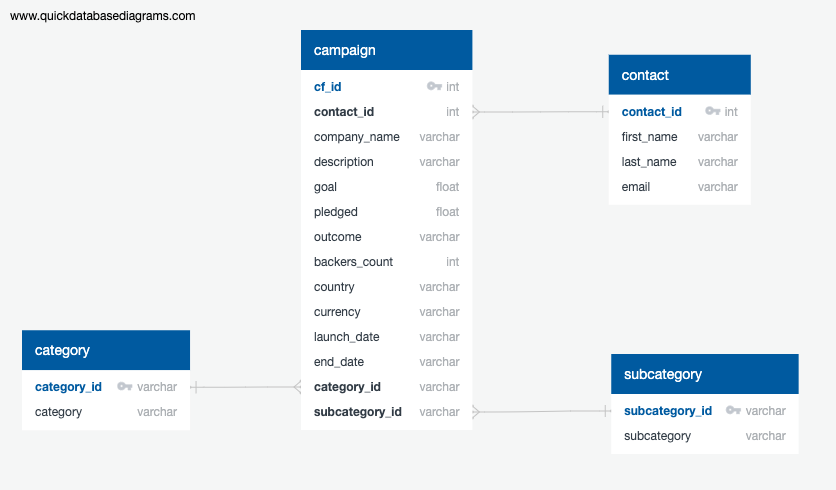 www.quickdatabasediagrams.com
campaign
cf_id int
contact_id int
company_name varchar
description varchar
goal float
pledged float
outcome varchar
backers_count int
country varchar
currency varchar
launch_date varchar
end_date varchar
category_id varchar
subcategory_id varchar
contact
contact_id int
first_name varchar
last_name varchar
email varchar
category
category_id varchar
category varchar
subcategory
subcategory_id varchar
subcategory varchar